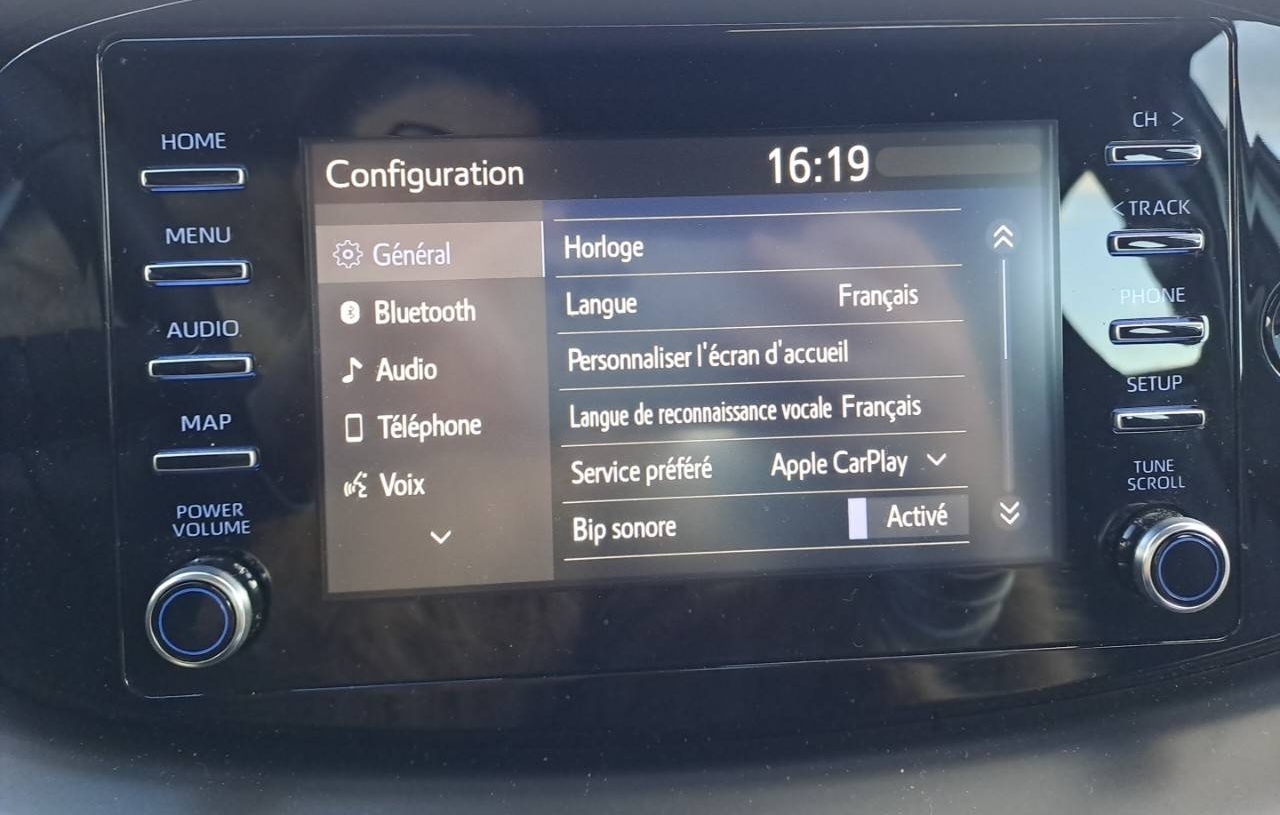 HOME
MENU
AUDIO
MAP
POWER
VOLUME
Configuration 16:19
Général
Bluetooth
Audio
Téléphone
Voix
Horloge
Langue Français
Personnaliser l'écran d'accueil
Langue de reconnaissance vocale Français
Service préféré Apple CarPlay
Bip sonore Activé
CH >
< TRACK
PHONE
SETUP
TUNE
SCROLL